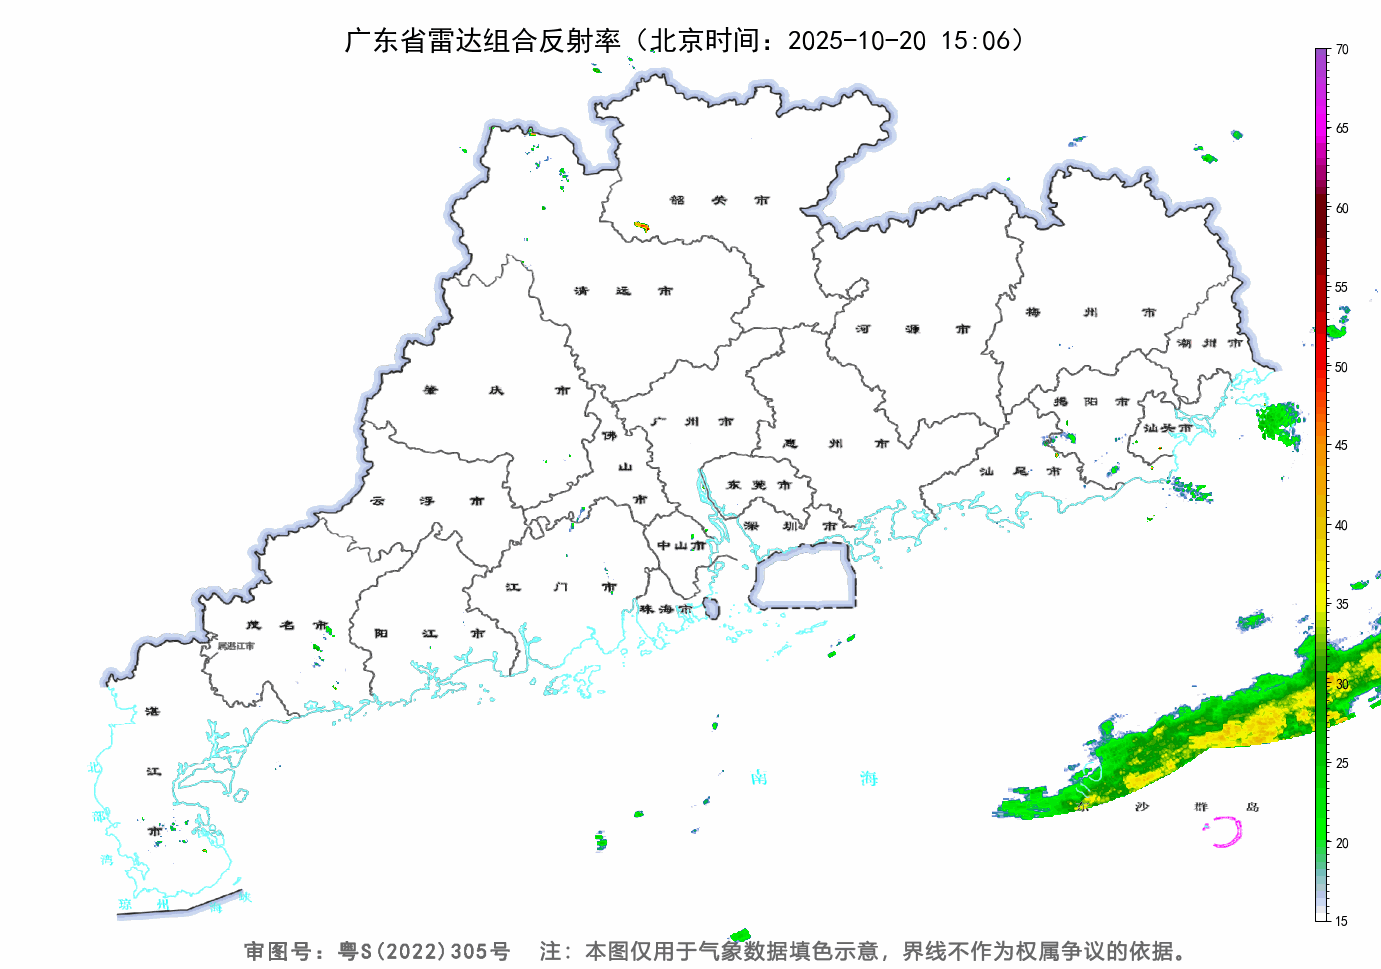 广东省雷达组合反射率（北京时间：2025-10-20 15:06）
70
65
60
55
50
45
40
35
30
25
20
15
韶关市
清远市
河源市
梅州市
潮州市
肇庆市
广州市
佛山市
惠州市
揭阳市
汕头市
汕尾市
云浮市
东莞市
深圳市
中山市
江门市
珠海市
茂名市
属湛江市
阳江市
湛江市
南海
东沙群岛
北部湾
琼州海峡
审图号：粤S(2022)305号 注：本图仅用于气象数据填色示意，界线不作为权属争议的依据。